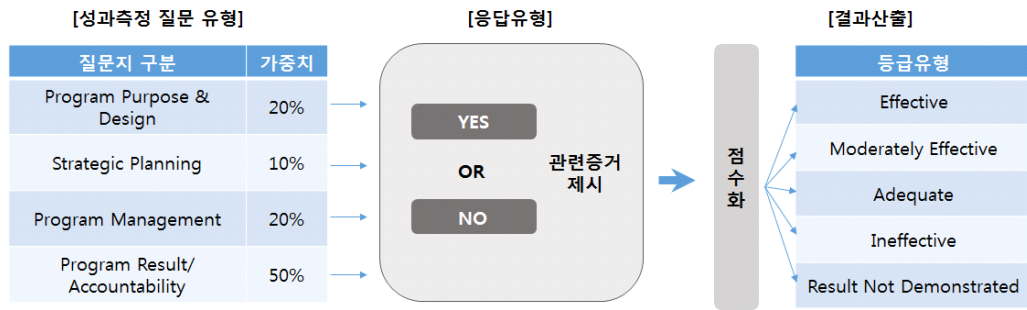 [성과측정 질문 유형]
[응답유형]
[결과산출]
질문지 구분
가중치
Program Purpose &
Design
20%
Strategic Planning
10%
Program Management
20%
Program Result/
Accountability
50%
YES
OR
NO
관련증거
제시
점
수
화
등급유형
Effective
Moderately Effective
Adequate
Ineffective
Result Not Demonstrated